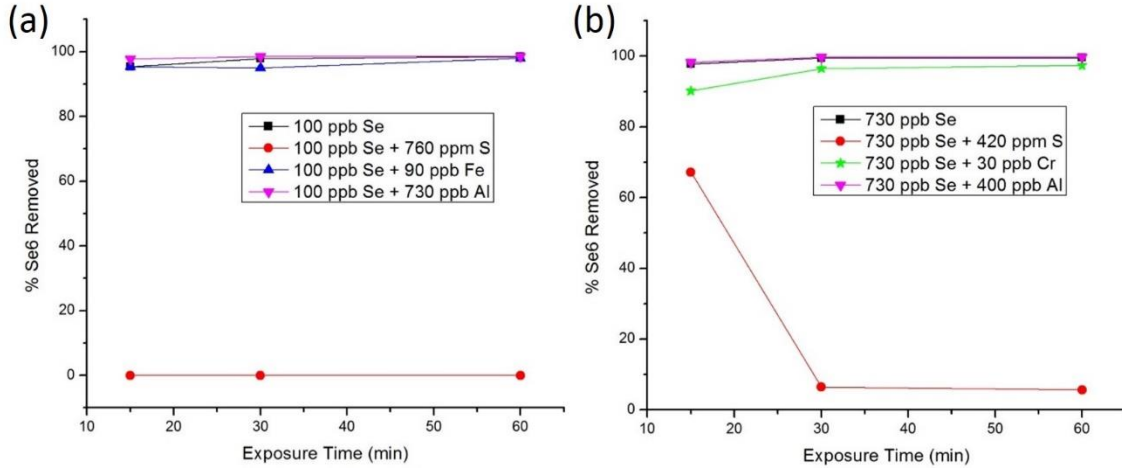 (a)
% Se6 Removed
100
80
60
40
20
0
100 ppb Se
100 ppb Se + 760 ppm S
100 ppb Se + 90 ppb Fe
100 ppb Se + 730 ppb Al
10 20 30 40 50 60
Exposure Time (min)
(b)
% Se6 Removed
100
80
60
40
20
0
730 ppb Se
730 ppb Se + 420 ppm S
730 ppb Se + 30 ppb Cr
730 ppb Se + 400 ppb Al
10 20 30 40 50 60
Exposure Time (min)